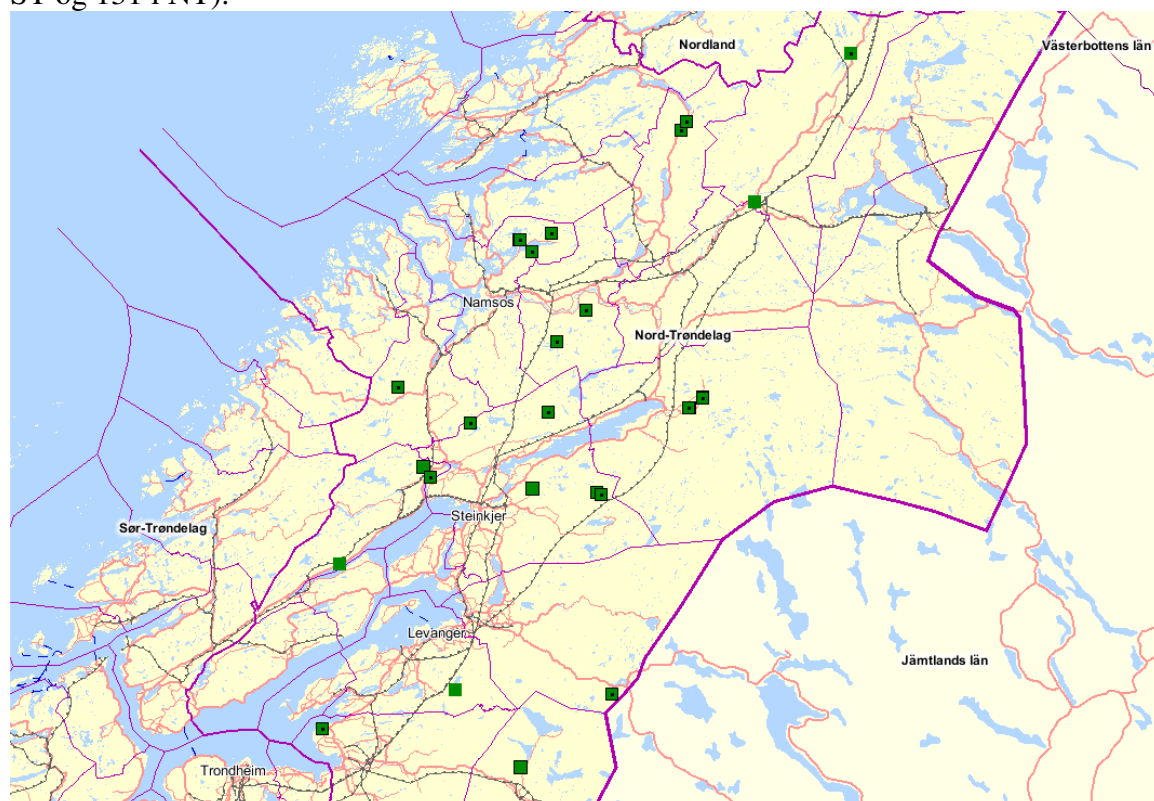 Nordland
Västerbottens län
Namsos
Nord-Trøndelag
Steinkjer
Sør-Trøndelag
Levanger
Jämtlands län
Trondheim